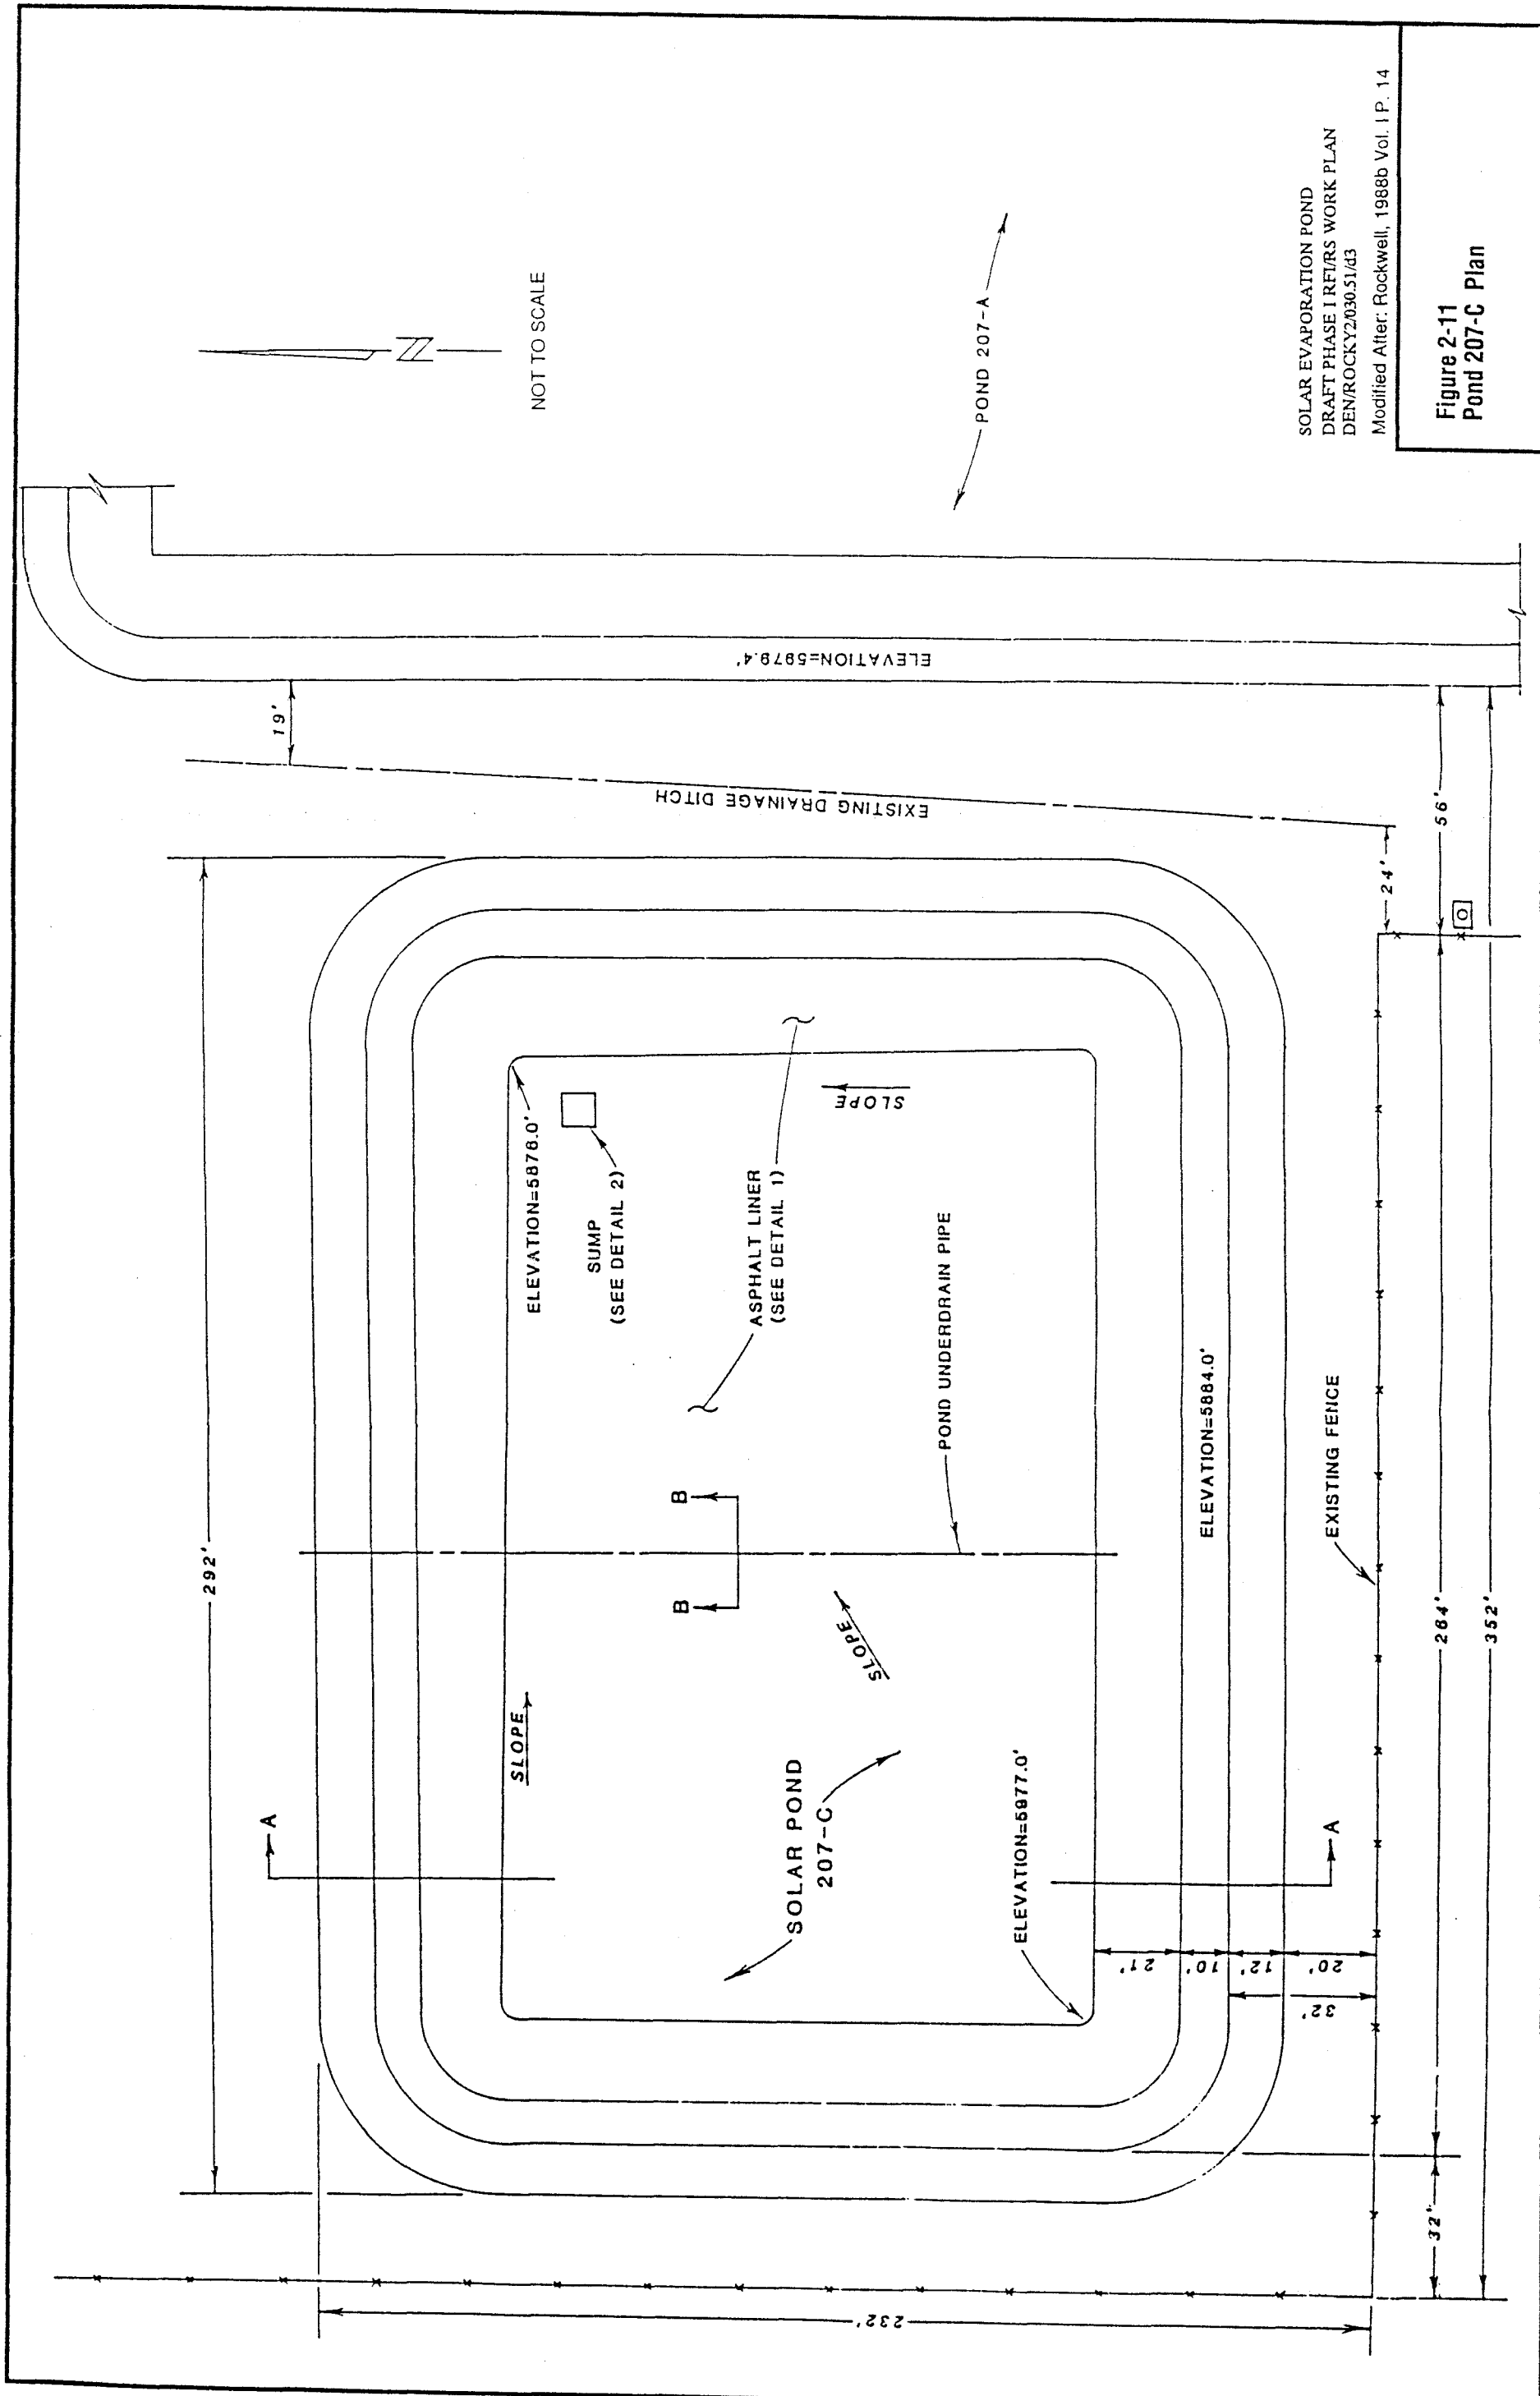 292'
A
SLOPE
ELEVATION=5876.0'
SUMP
(SEE DETAIL 2)
B
B
ASPHALT LINER
(SEE DETAIL 1)
SLOPE
SLOPE
SOLAR POND
207-C
POND UNDERDRAIN PIPE
ELEVATION=5977.0'
21'
10'
12'
20'
32'
A
ELEVATION=5884.0'
EXISTING FENCE
232'
32'
264'
56'
352'
24'
19'
EXISTING DRAINAGE DITCH
ELEVATION=5979.4'
N
NOT TO SCALE
POND 207-A
SOLAR EVAPORATION POND
DRAFT PHASE I RFI/RS WORK PLAN
DEN/ROCKY2/030.51/d3
Modified After: Rockwell, 1988b Vol. I P. 14
Figure 2-11
Pond 207-C Plan